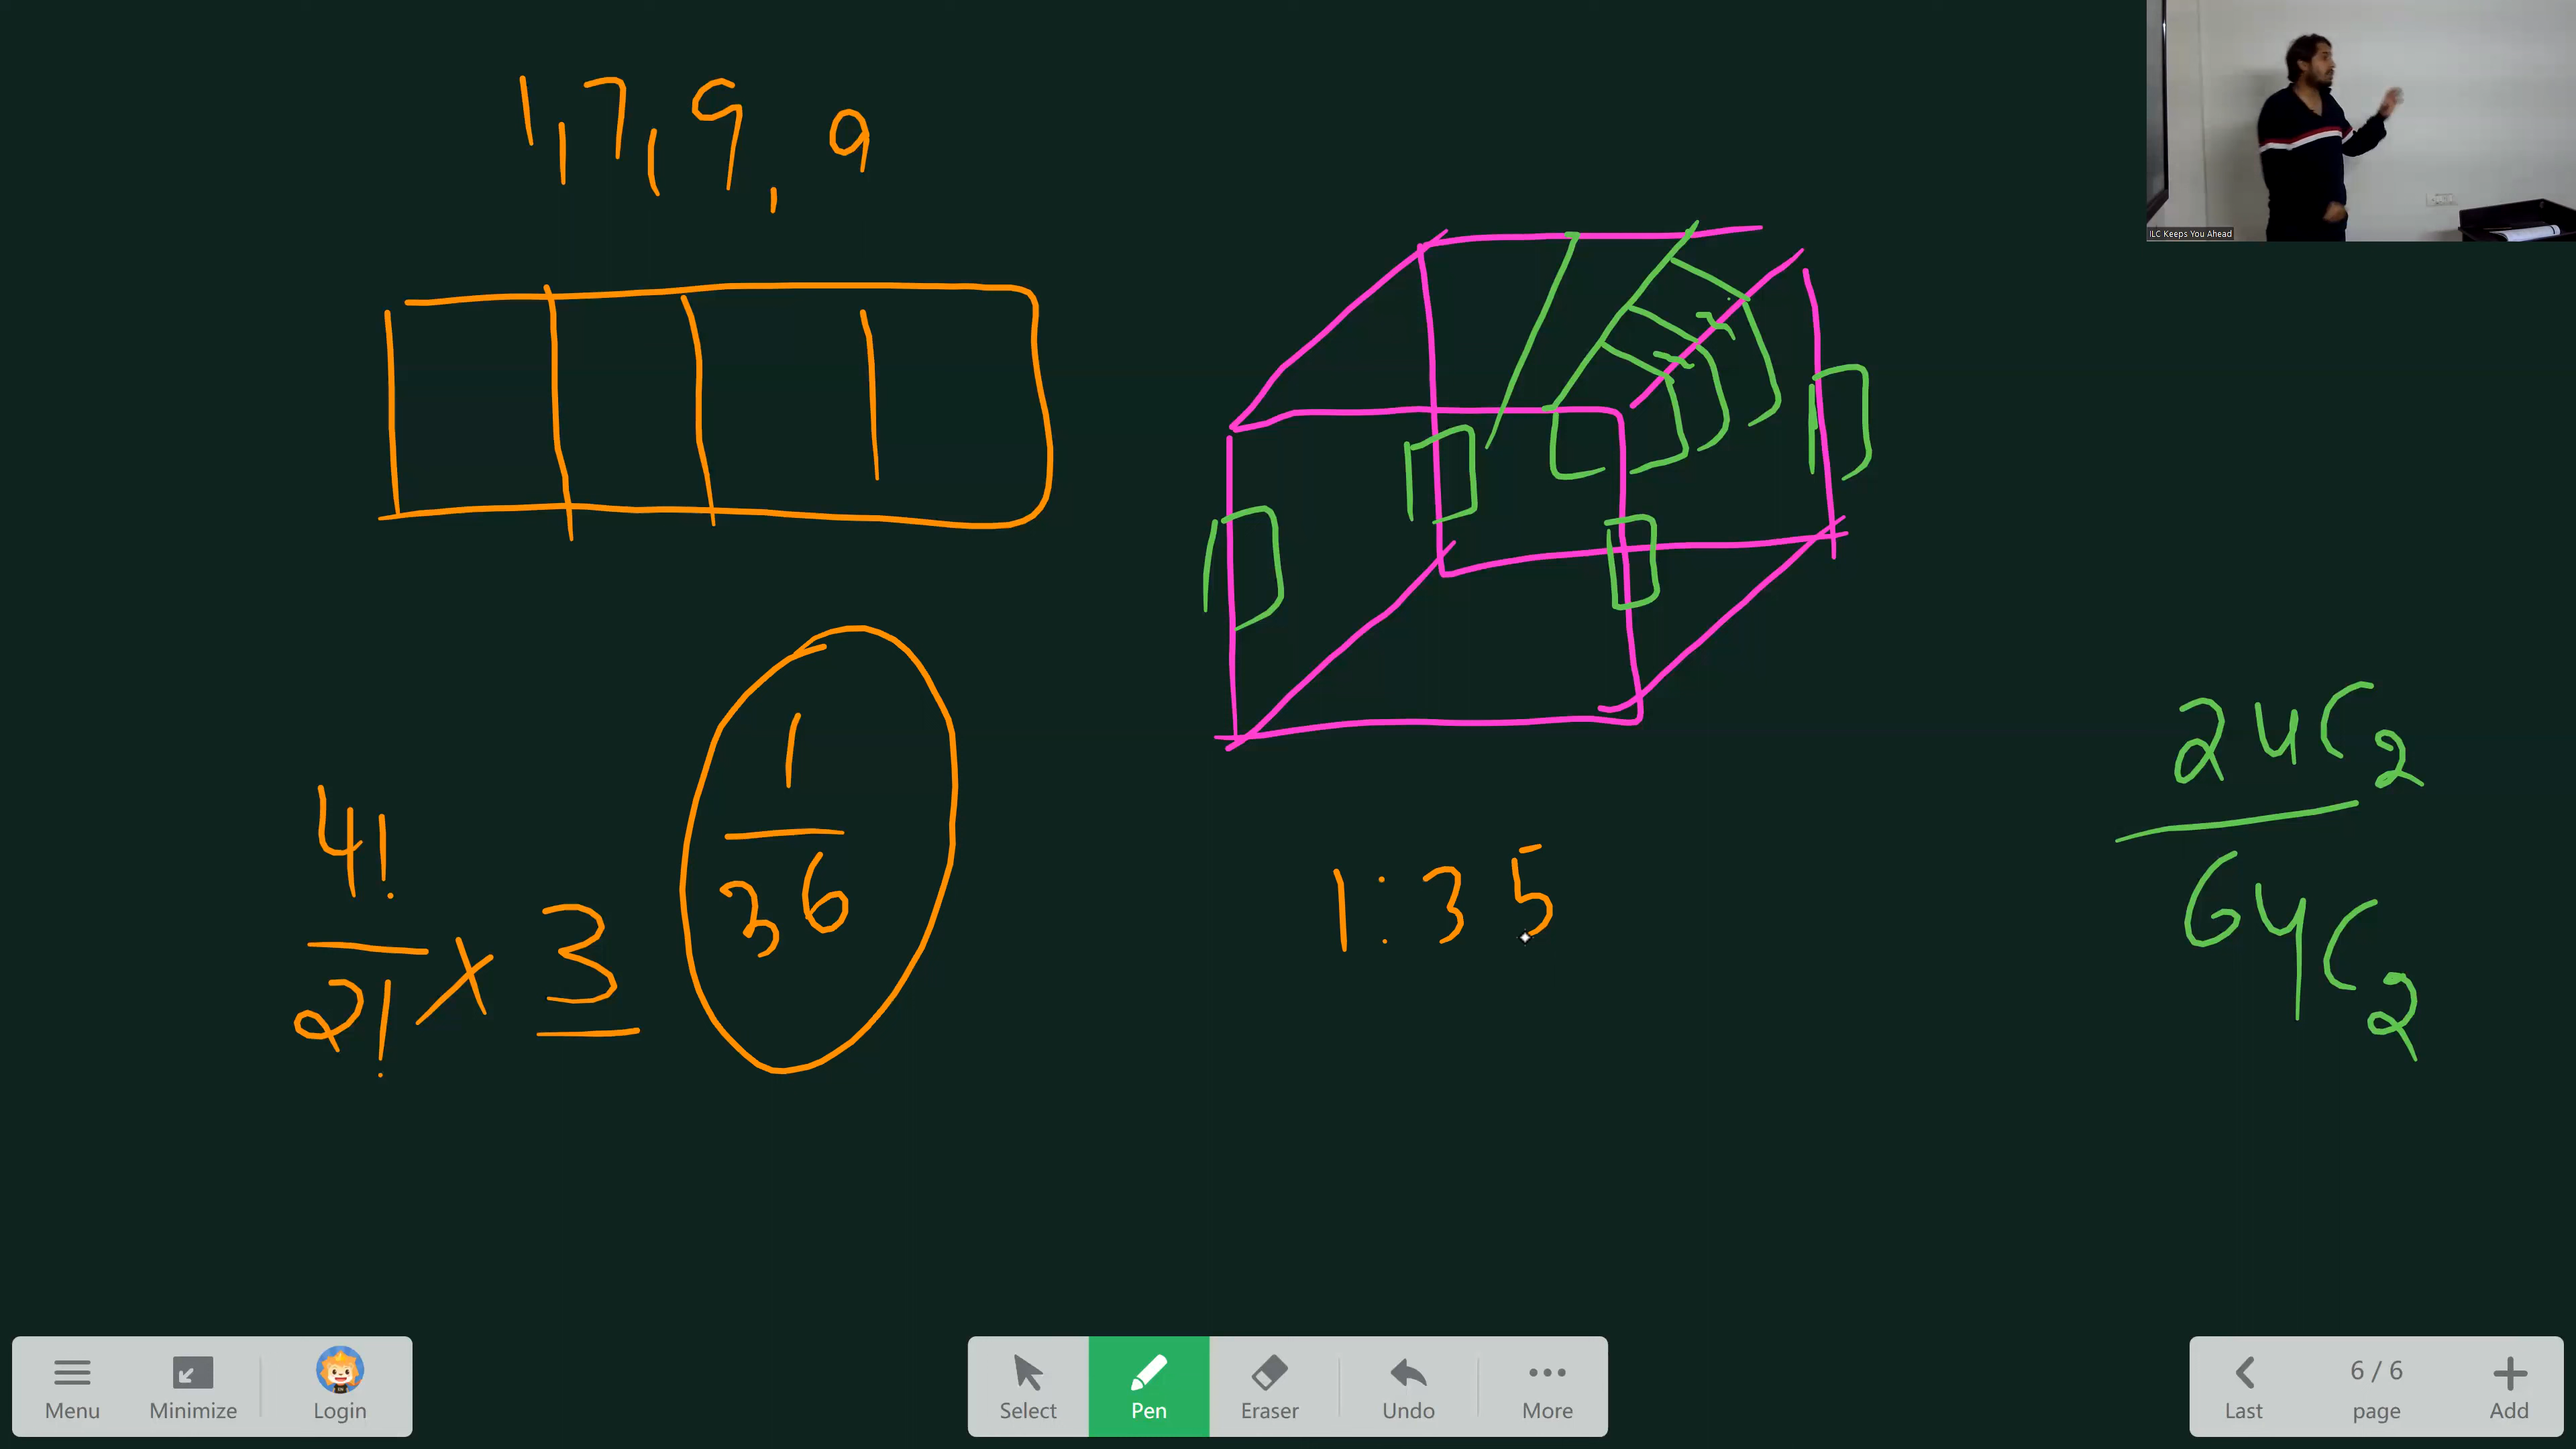 1, 7, 9, 9
ILC Keeps You Ahead
4!
2!
× 3
1
36
1:35
24C2
64C2
Menu
Minimize
Login
Select
Pen
Eraser
Undo
More
Last
6 / 6
page
Add